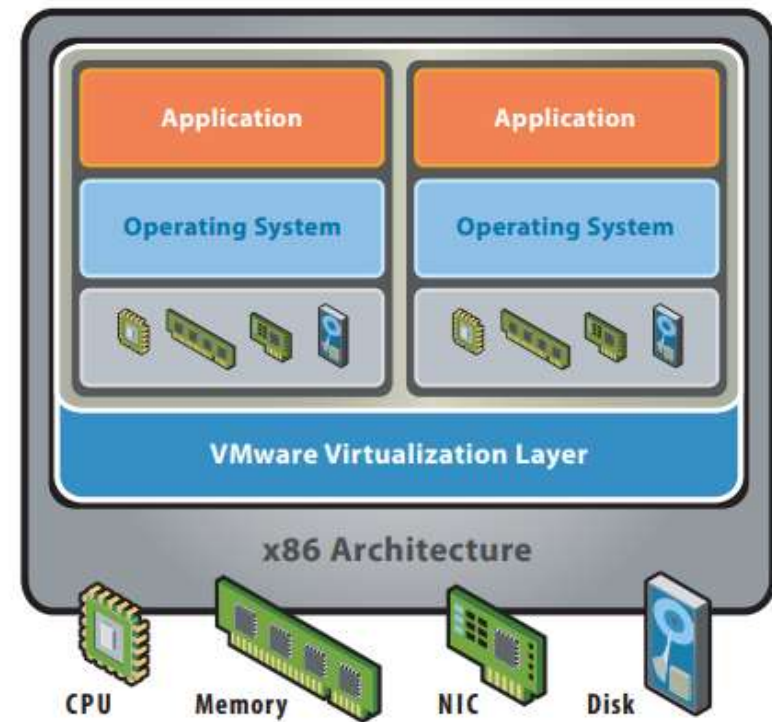 Application
Application
Operating System
Operating System
VMware Virtualization Layer
x86 Architecture
CPU
Memory
NIC
Disk